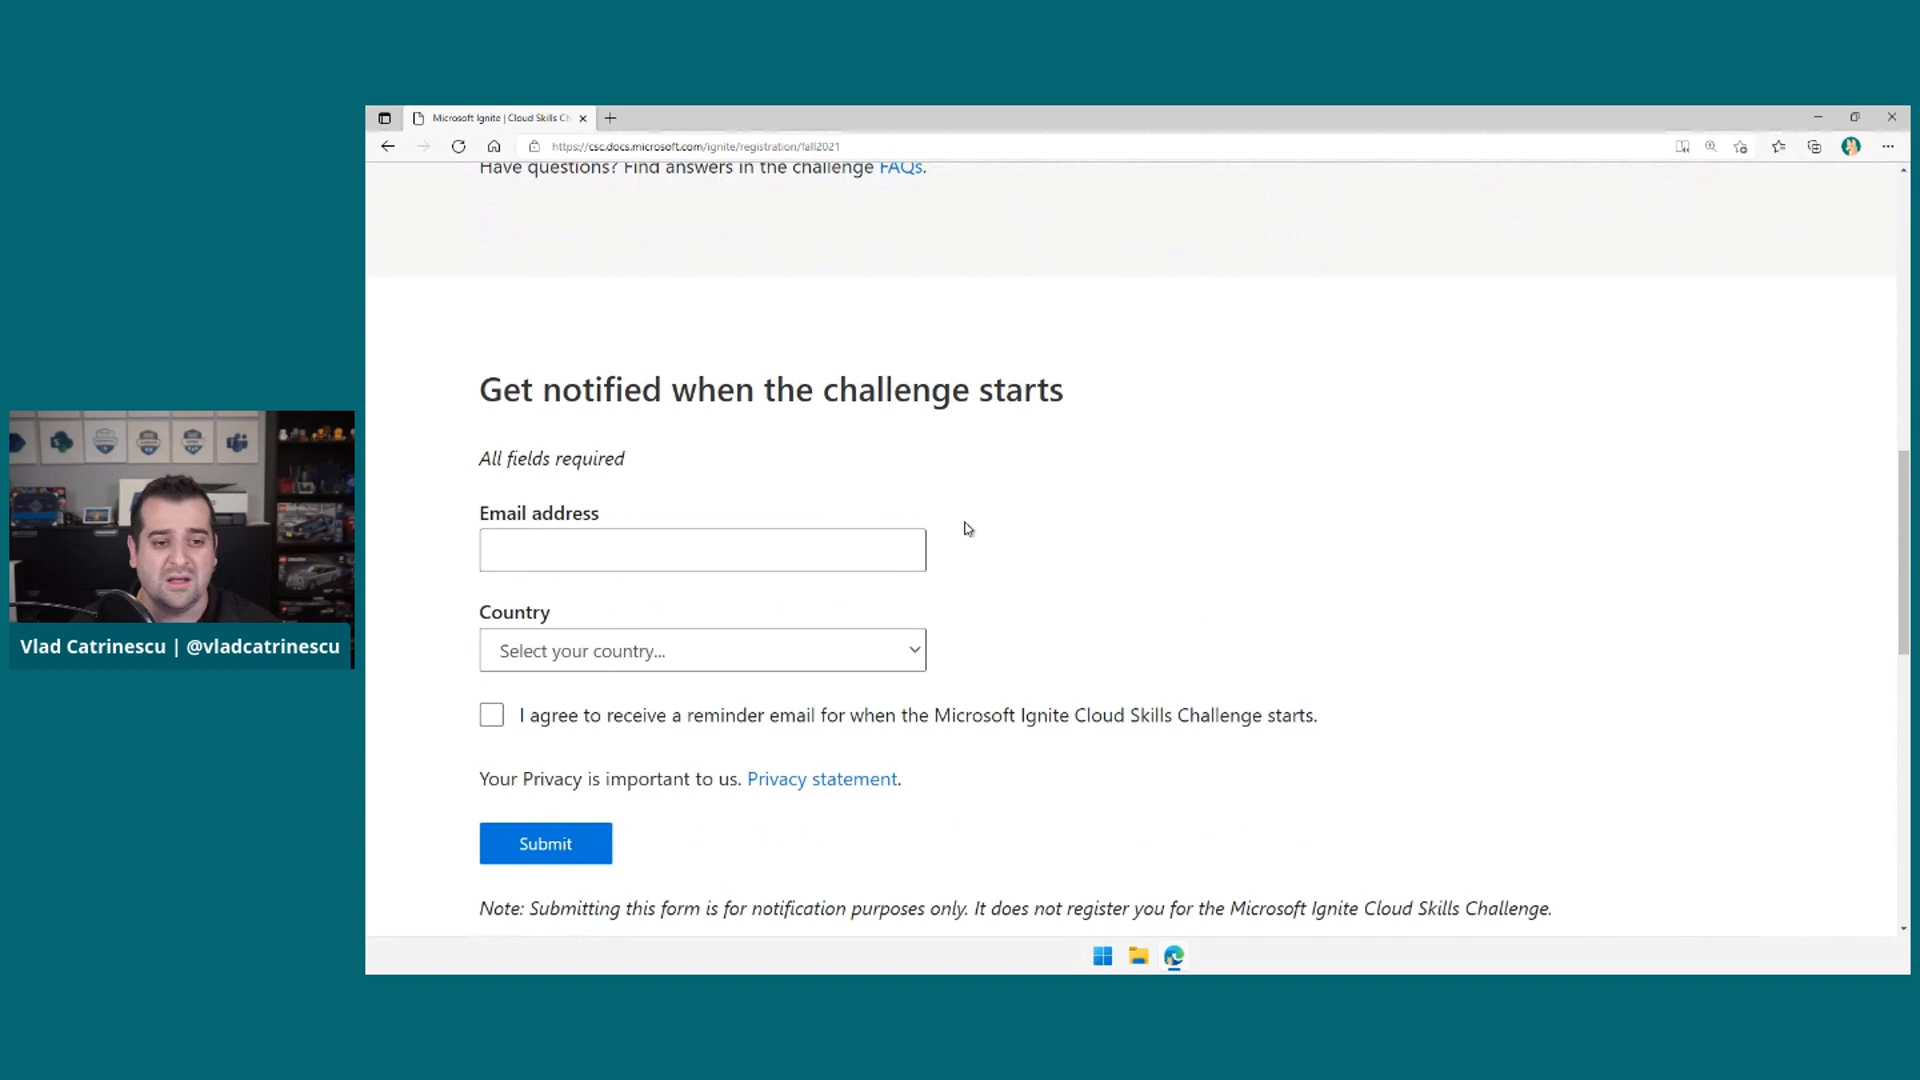 Microsoft Ignite | Cloud Skills Ch
https://csc.docs.microsoft.com/ignite/registration/fall2021
Have questions? Find answers in the challenge FAQs.
Get notified when the challenge starts
All fields required
Email address
Country
Select your country...
I agree to receive a reminder email for when the Microsoft Ignite Cloud Skills Challenge starts.
Your Privacy is important to us. Privacy statement.
Submit
Note: Submitting this form is for notification purposes only. It does not register you for the Microsoft Ignite Cloud Skills Challenge.
Vlad Catrinescu | @vladcatrinescu